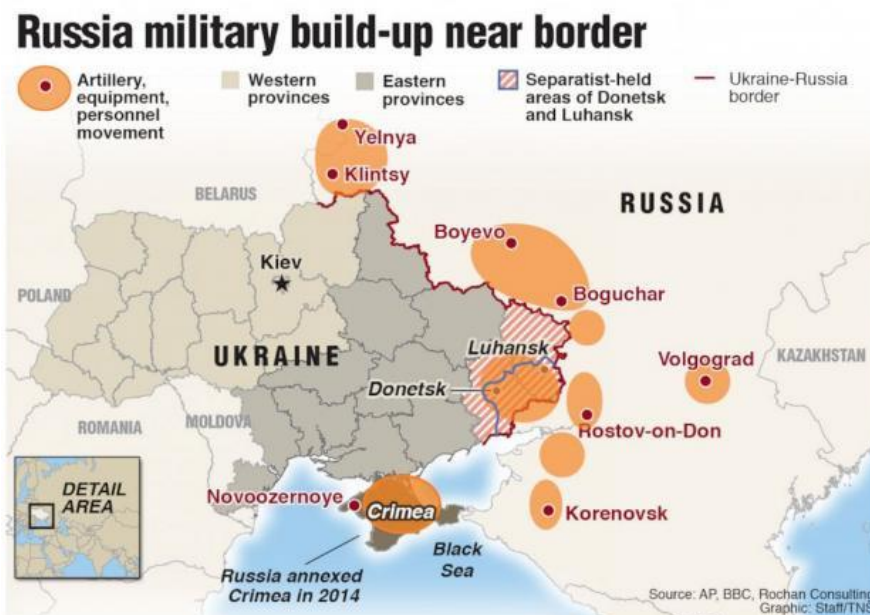 Russia military build-up near border
Artillery,
equipment,
personnel
movement
Western
provinces
Eastern
provinces
Separatist-held
areas of Donetsk
and Luhansk
Ukraine-Russia
border
Yelnya
Klintsy
BELARUS
RUSSIA
Boyevo
Kiev
POLAND
Boguchar
Luhansk
UKRAINE
Volgograd
KAZAKHSTAN
Donetsk
MOLDOVA
ROMANIA
Rostov-on-Don
DETAIL
AREA
Novoozernoye
Crimea
Korenovsk
Black
Sea
Russia annexed
Crimea in 2014
Source: AP, BBC, Rochan Consulting
Graphic: Staff/TNS